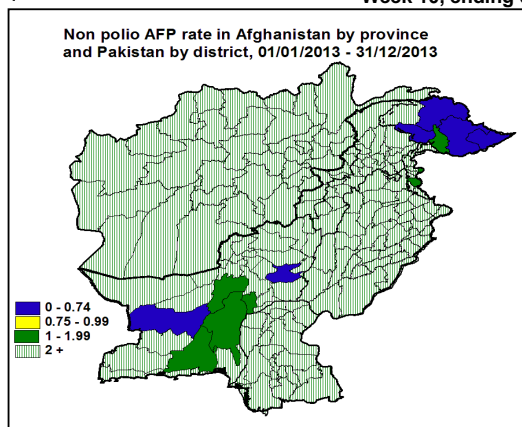 Non polio AFP rate in Afghanistan by province
and Pakistan by district, 01/01/2013 - 31/12/2013
0 - 0.74
0.75 - 0.99
1 - 1.99
2 +